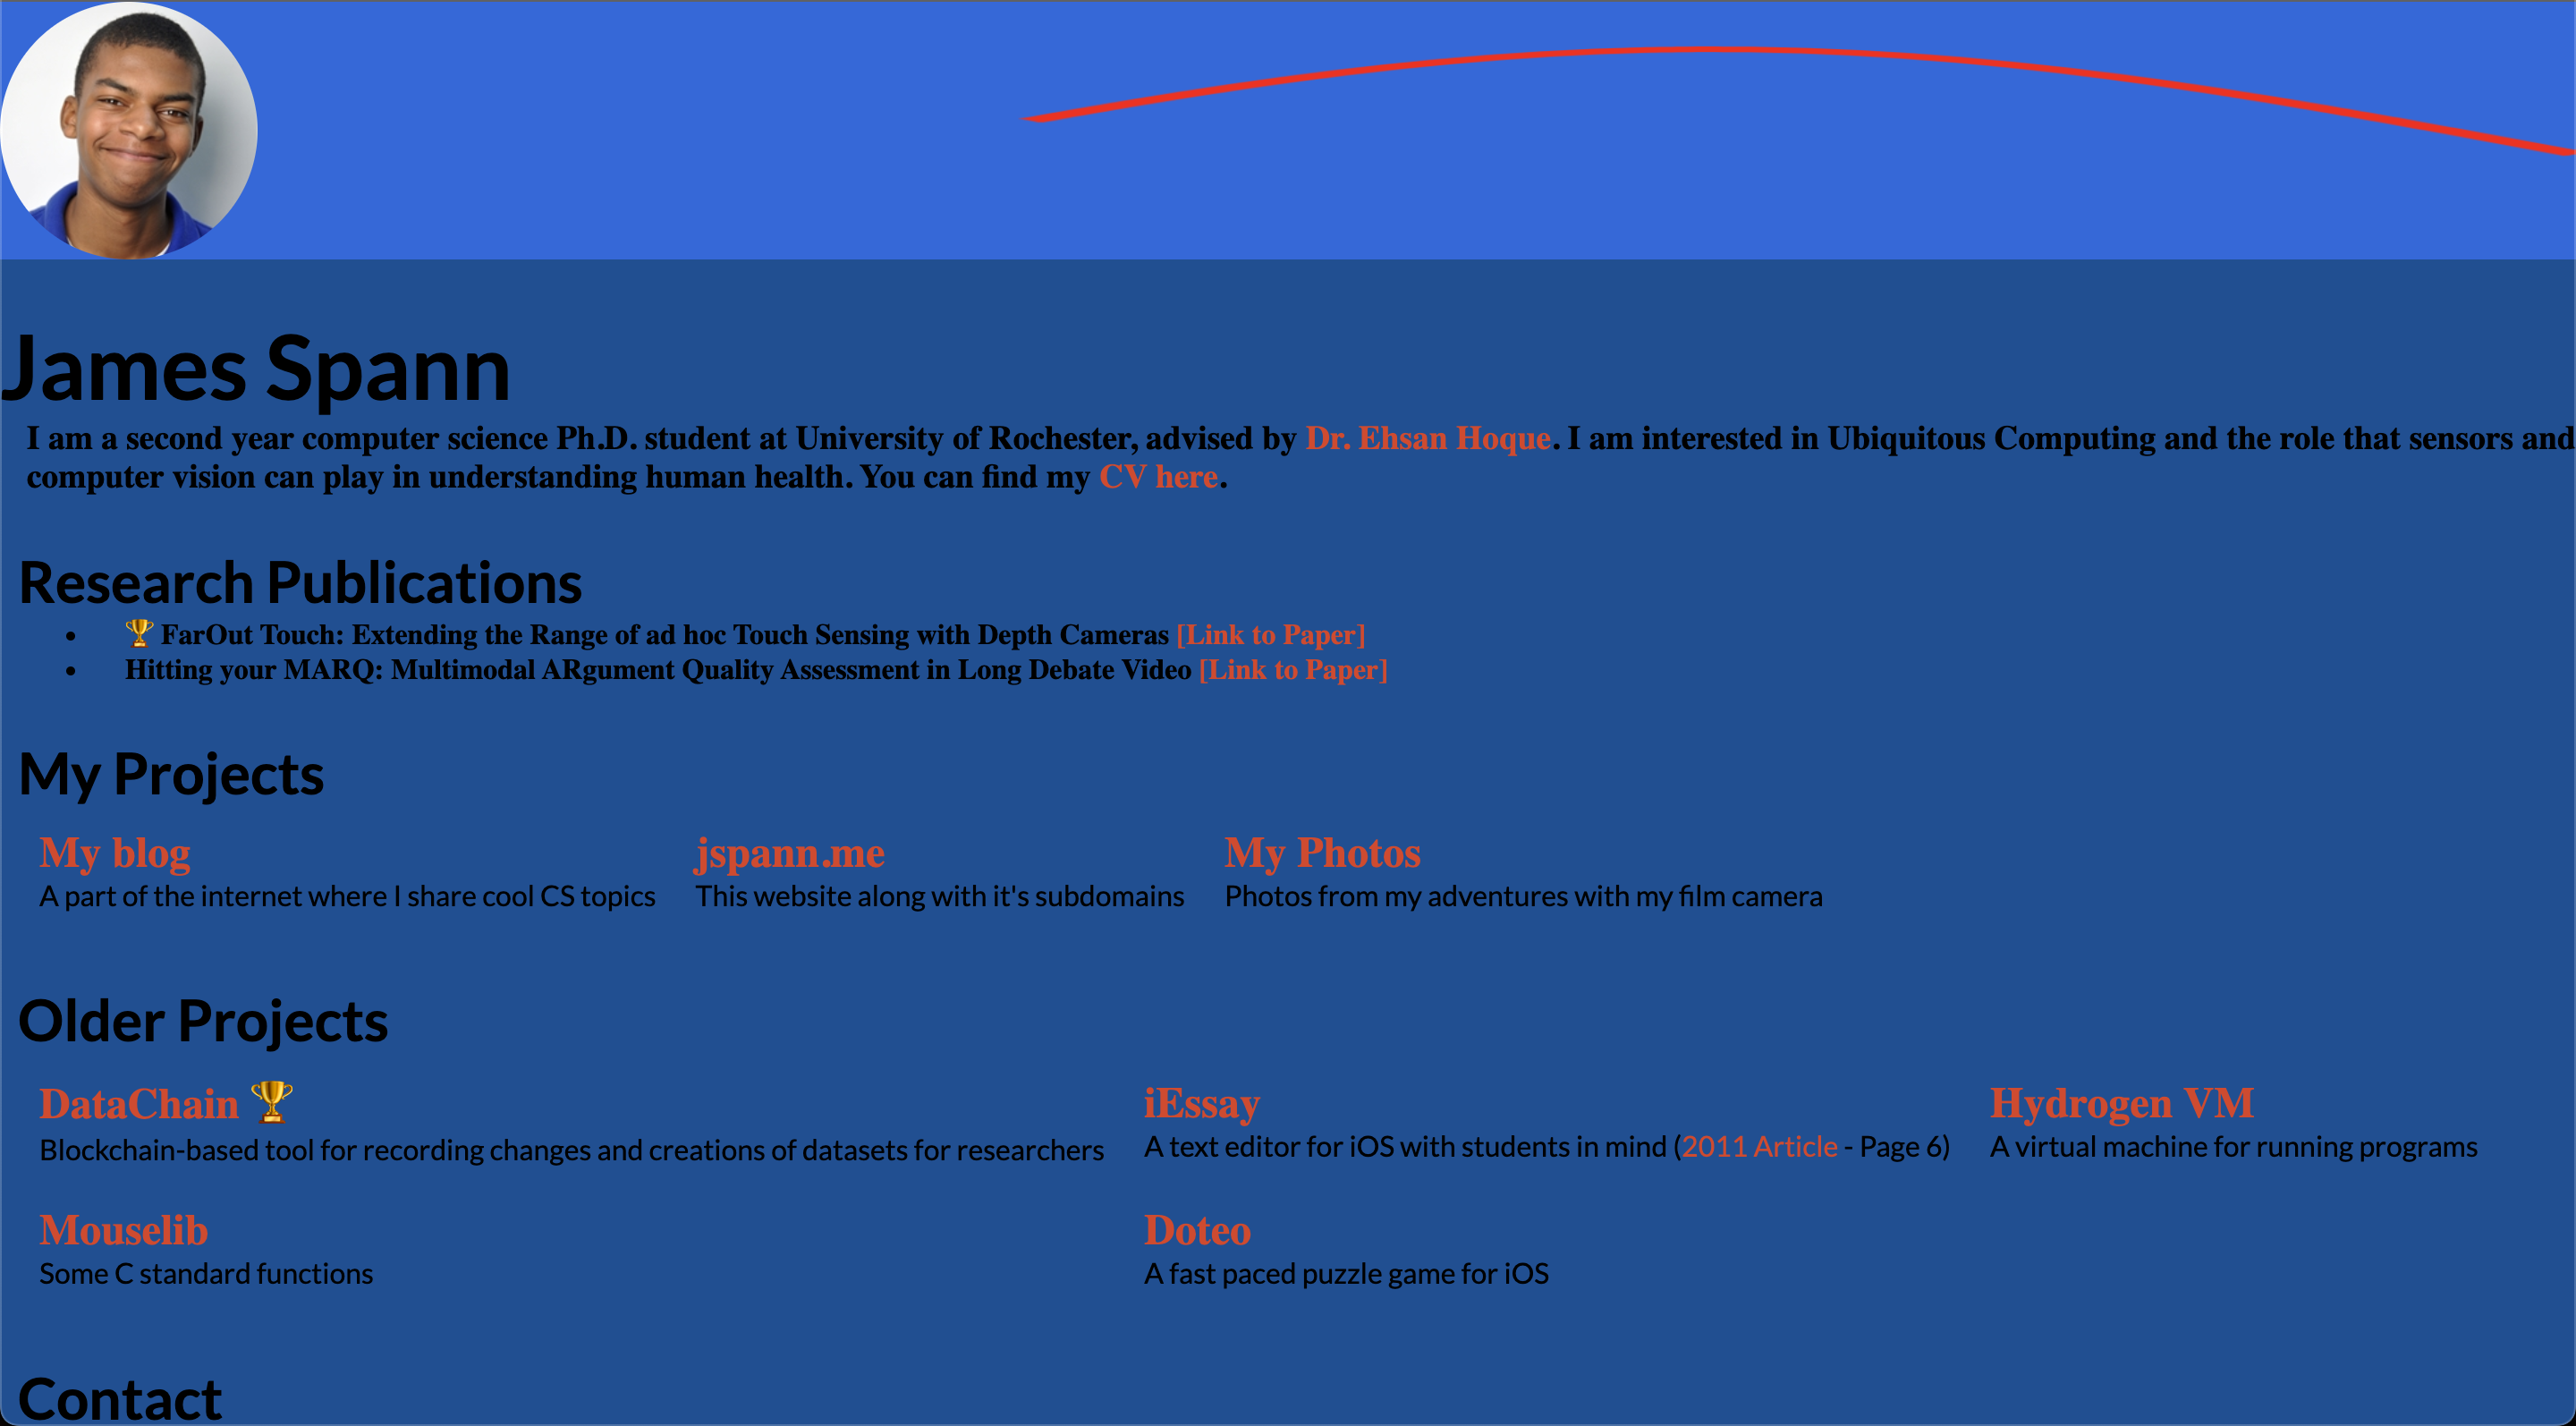 James Spann
I am a second year computer science Ph.D. student at University of Rochester, advised by Dr. Ehsan Hoque. I am interested in Ubiquitous Computing and the role that sensors and
computer vision can play in understanding human health. You can find my CV here.
Research Publications
• 🏆 FarOut Touch: Extending the Range of ad hoc Touch Sensing with Depth Cameras [Link to Paper]
• Hitting your MARQ: Multimodal ARgument Quality Assessment in Long Debate Video [Link to Paper]
My Projects
My blog
A part of the internet where I share cool CS topics
jspann.me
This website along with it's subdomains
My Photos
Photos from my adventures with my film camera
Older Projects
DataChain 🏆
Blockchain-based tool for recording changes and creations of datasets for researchers
iEssay
A text editor for iOS with students in mind (2011 Article - Page 6)
Hydrogen VM
A virtual machine for running programs
Mouselib
Some C standard functions
Doteo
A fast paced puzzle game for iOS
Contact